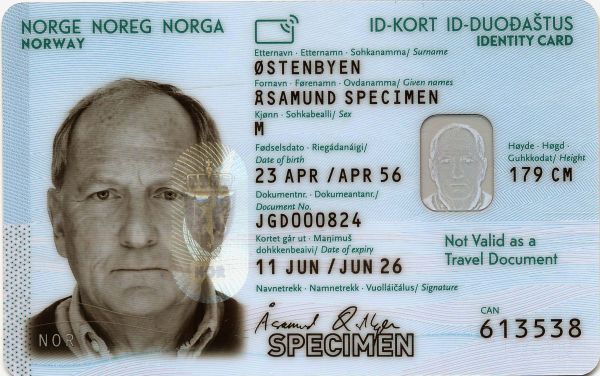 NORGE NOREG NORGA
NORWAY
ID-KORT ID-DUOĐAŠTUS
IDENTITY CARD
Etternavn · Etternamn · Sohkanamma/ Surname
ØSTENBYEN
Fornavn · Førenamn · Ovdanamma/ Given names
ÅSAMUND SPECIMEN
Kjønn · Sohkabealli/ Sex
M
Fødselsdato · Riegádanáigi/
Date of birth
23 APR /APR 56
Høyde · Høgd ·
Guhkkodat/ Height
179 CM
Dokumentnr. · Dokumeantanr./
Document No.
JGD000824
Kortet går ut · Manimuš
dohkkenbeaivi/ Date of expiry
11 JUN /JUN 26
Not Valid as a
Travel Document
Navnetrekk · Namnetrekk · Vuolláičálus/ Signature
Åsamund
SPECIMEN
CAN
613538
NOR